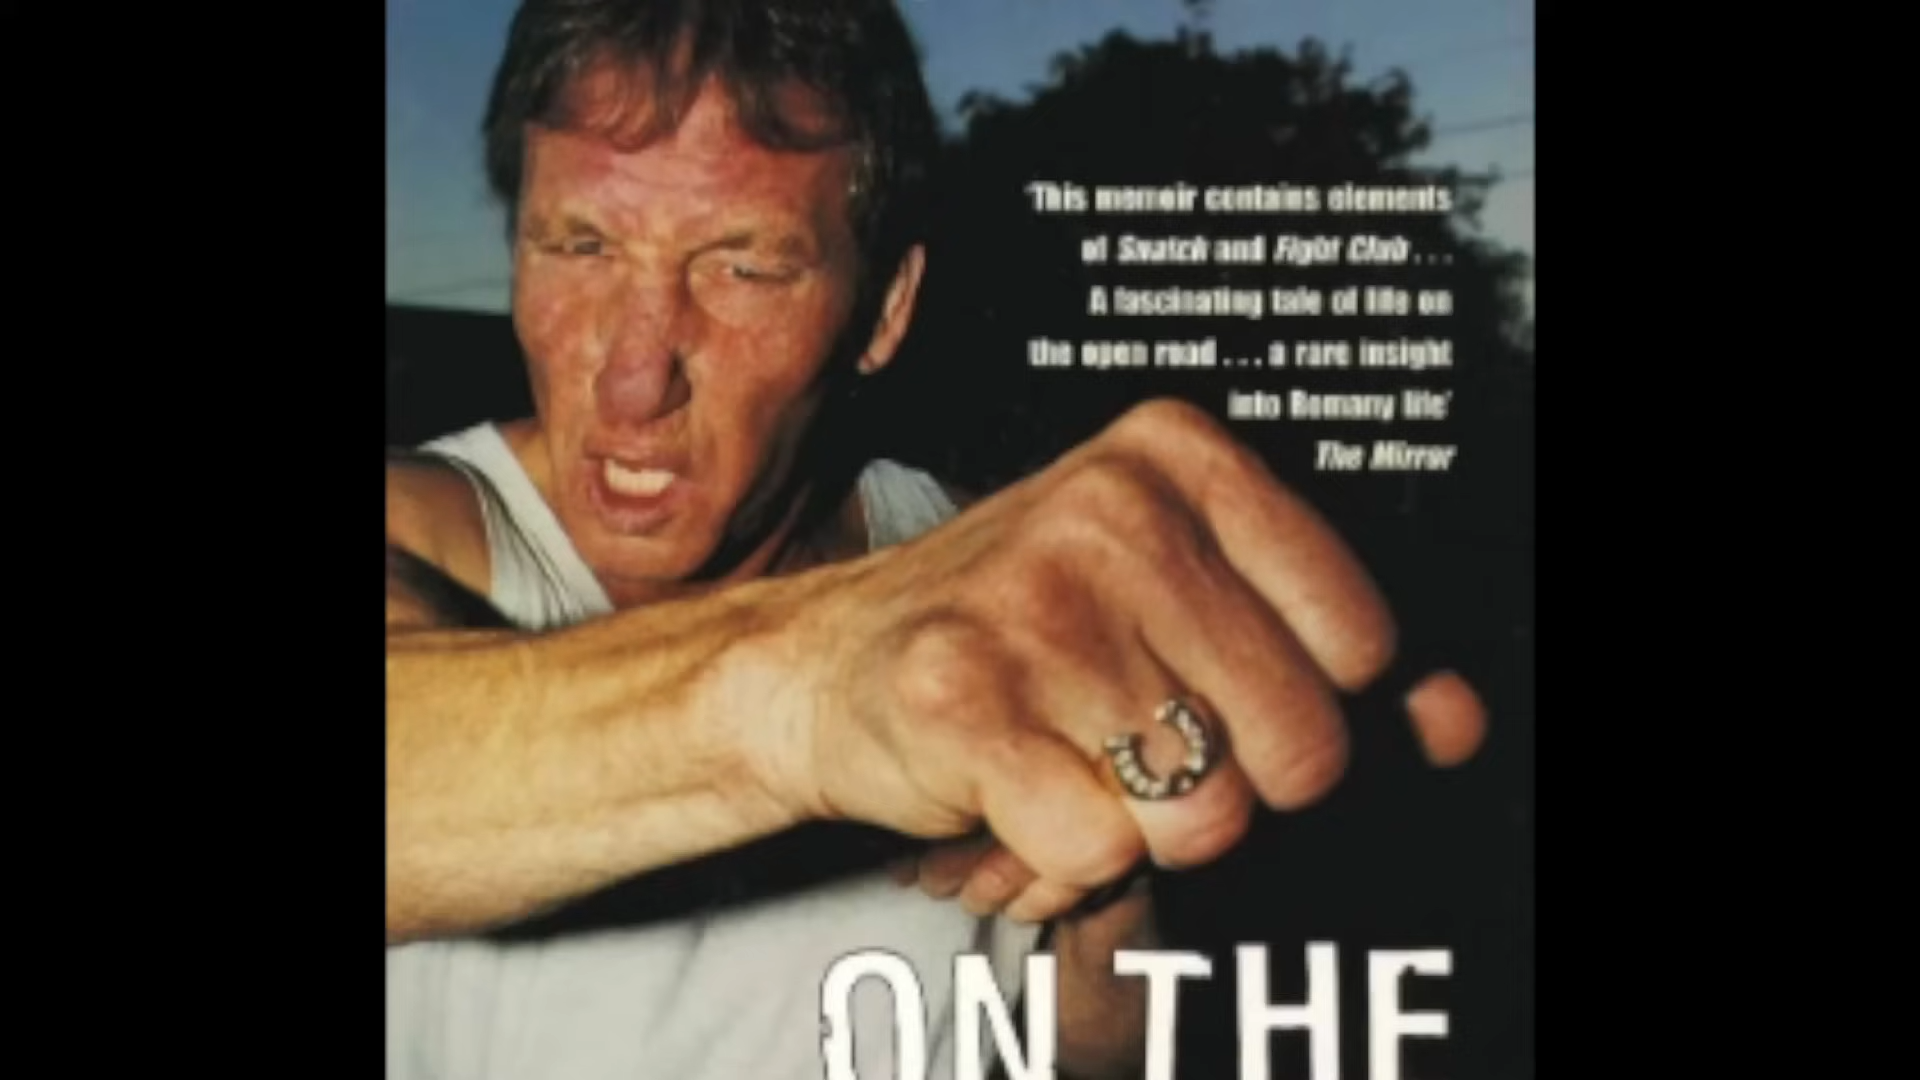 'This memoir contains elements
of Snatch and Fight Club...
A fascinating tale of life on
the open road...a rare insight
into Romany life'
The Mirror
ON THE